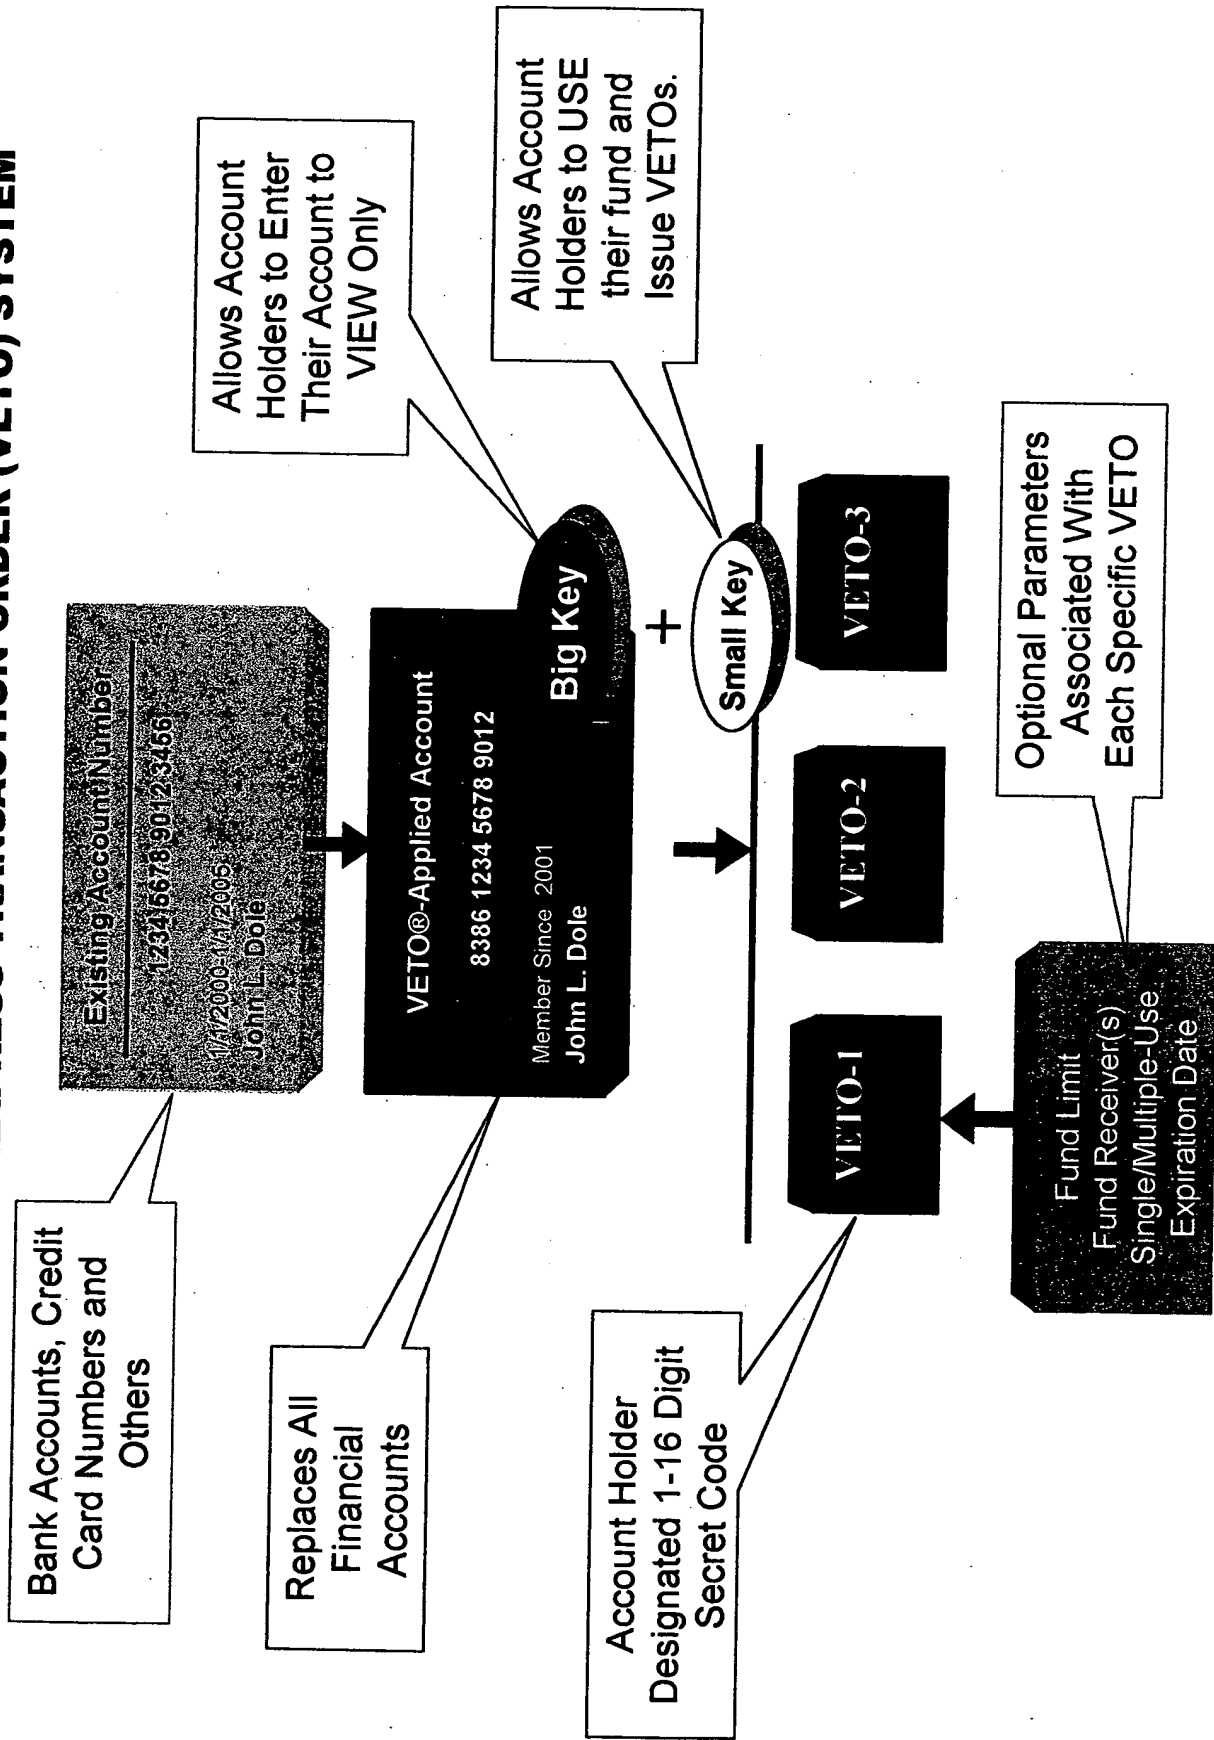 TRANSACTION ORDER (VETO) SYSTEM
Bank Accounts, Credit
Card Numbers and
Others
Existing Account Number
1234 5678 9012 3456
1/1/2000-1/1/2005
John L. Dole
Allows Account
Holders to Enter
Their Account to
VIEW Only
Replaces All
Financial
Accounts
VETO®-Applied Account
8386 1234 5678 9012
Member Since 2001
John L. Dole
Big Key
+
Small Key
Allows Account
Holders to USE
their fund and
Issue VETOs.
Account Holder
Designated 1-16 Digit
Secret Code
VETO-1
VETO-2
VETO-3
Fund Limit
Fund Receiver(s)
Single/Multiple-Use
Expiration Date
Optional Parameters
Associated With
Each Specific VETO